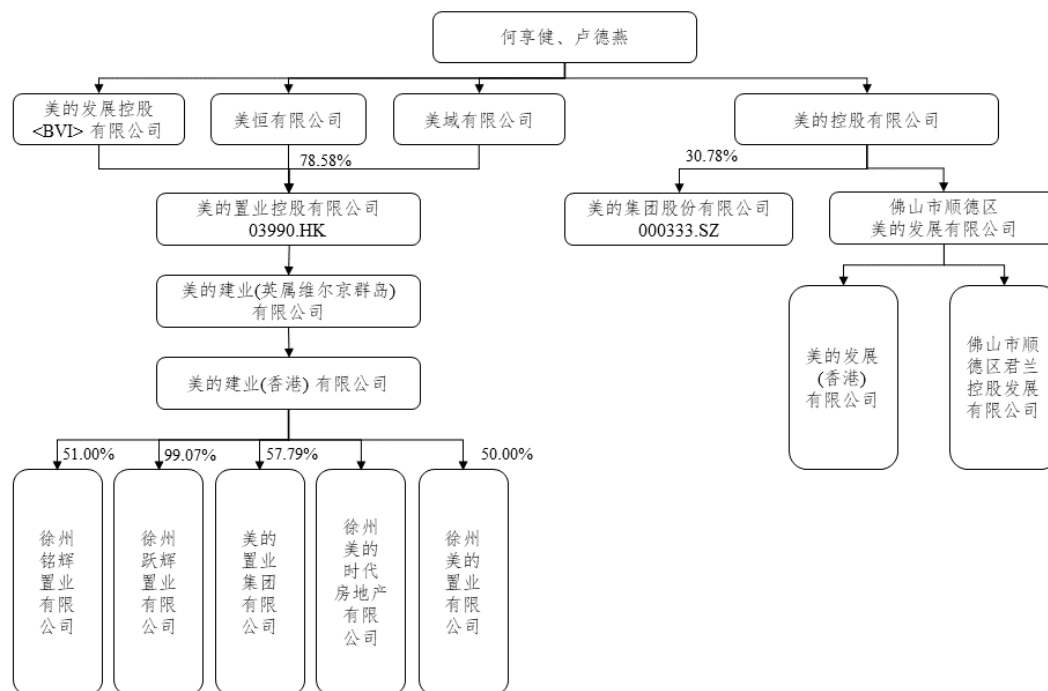 何享健、卢德燕
美的发展控股
<BVI> 有限公司
美恒有限公司
美域有限公司
美的控股有限公司
78.58%
30.78%
美的置业控股有限公司
03990.HK
美的集团股份有限公司
000333.SZ
佛山市顺德区
美的发展有限公司
美的建业(英属维尔京群岛)
有限公司
美的建业(香港) 有限公司
美的发展
(香港)
有限公司
佛山市顺
德区君兰
控股发展
有限公司
51.00%
99.07%
57.79%
50.00%
徐州
铭辉
置业
有限
公司
徐州
跃辉
置业
有限
公司
美的
置业
集团
有限
公司
徐州
美的
时代
房地产
有限
公司
徐州
美的
置业
有限
公司